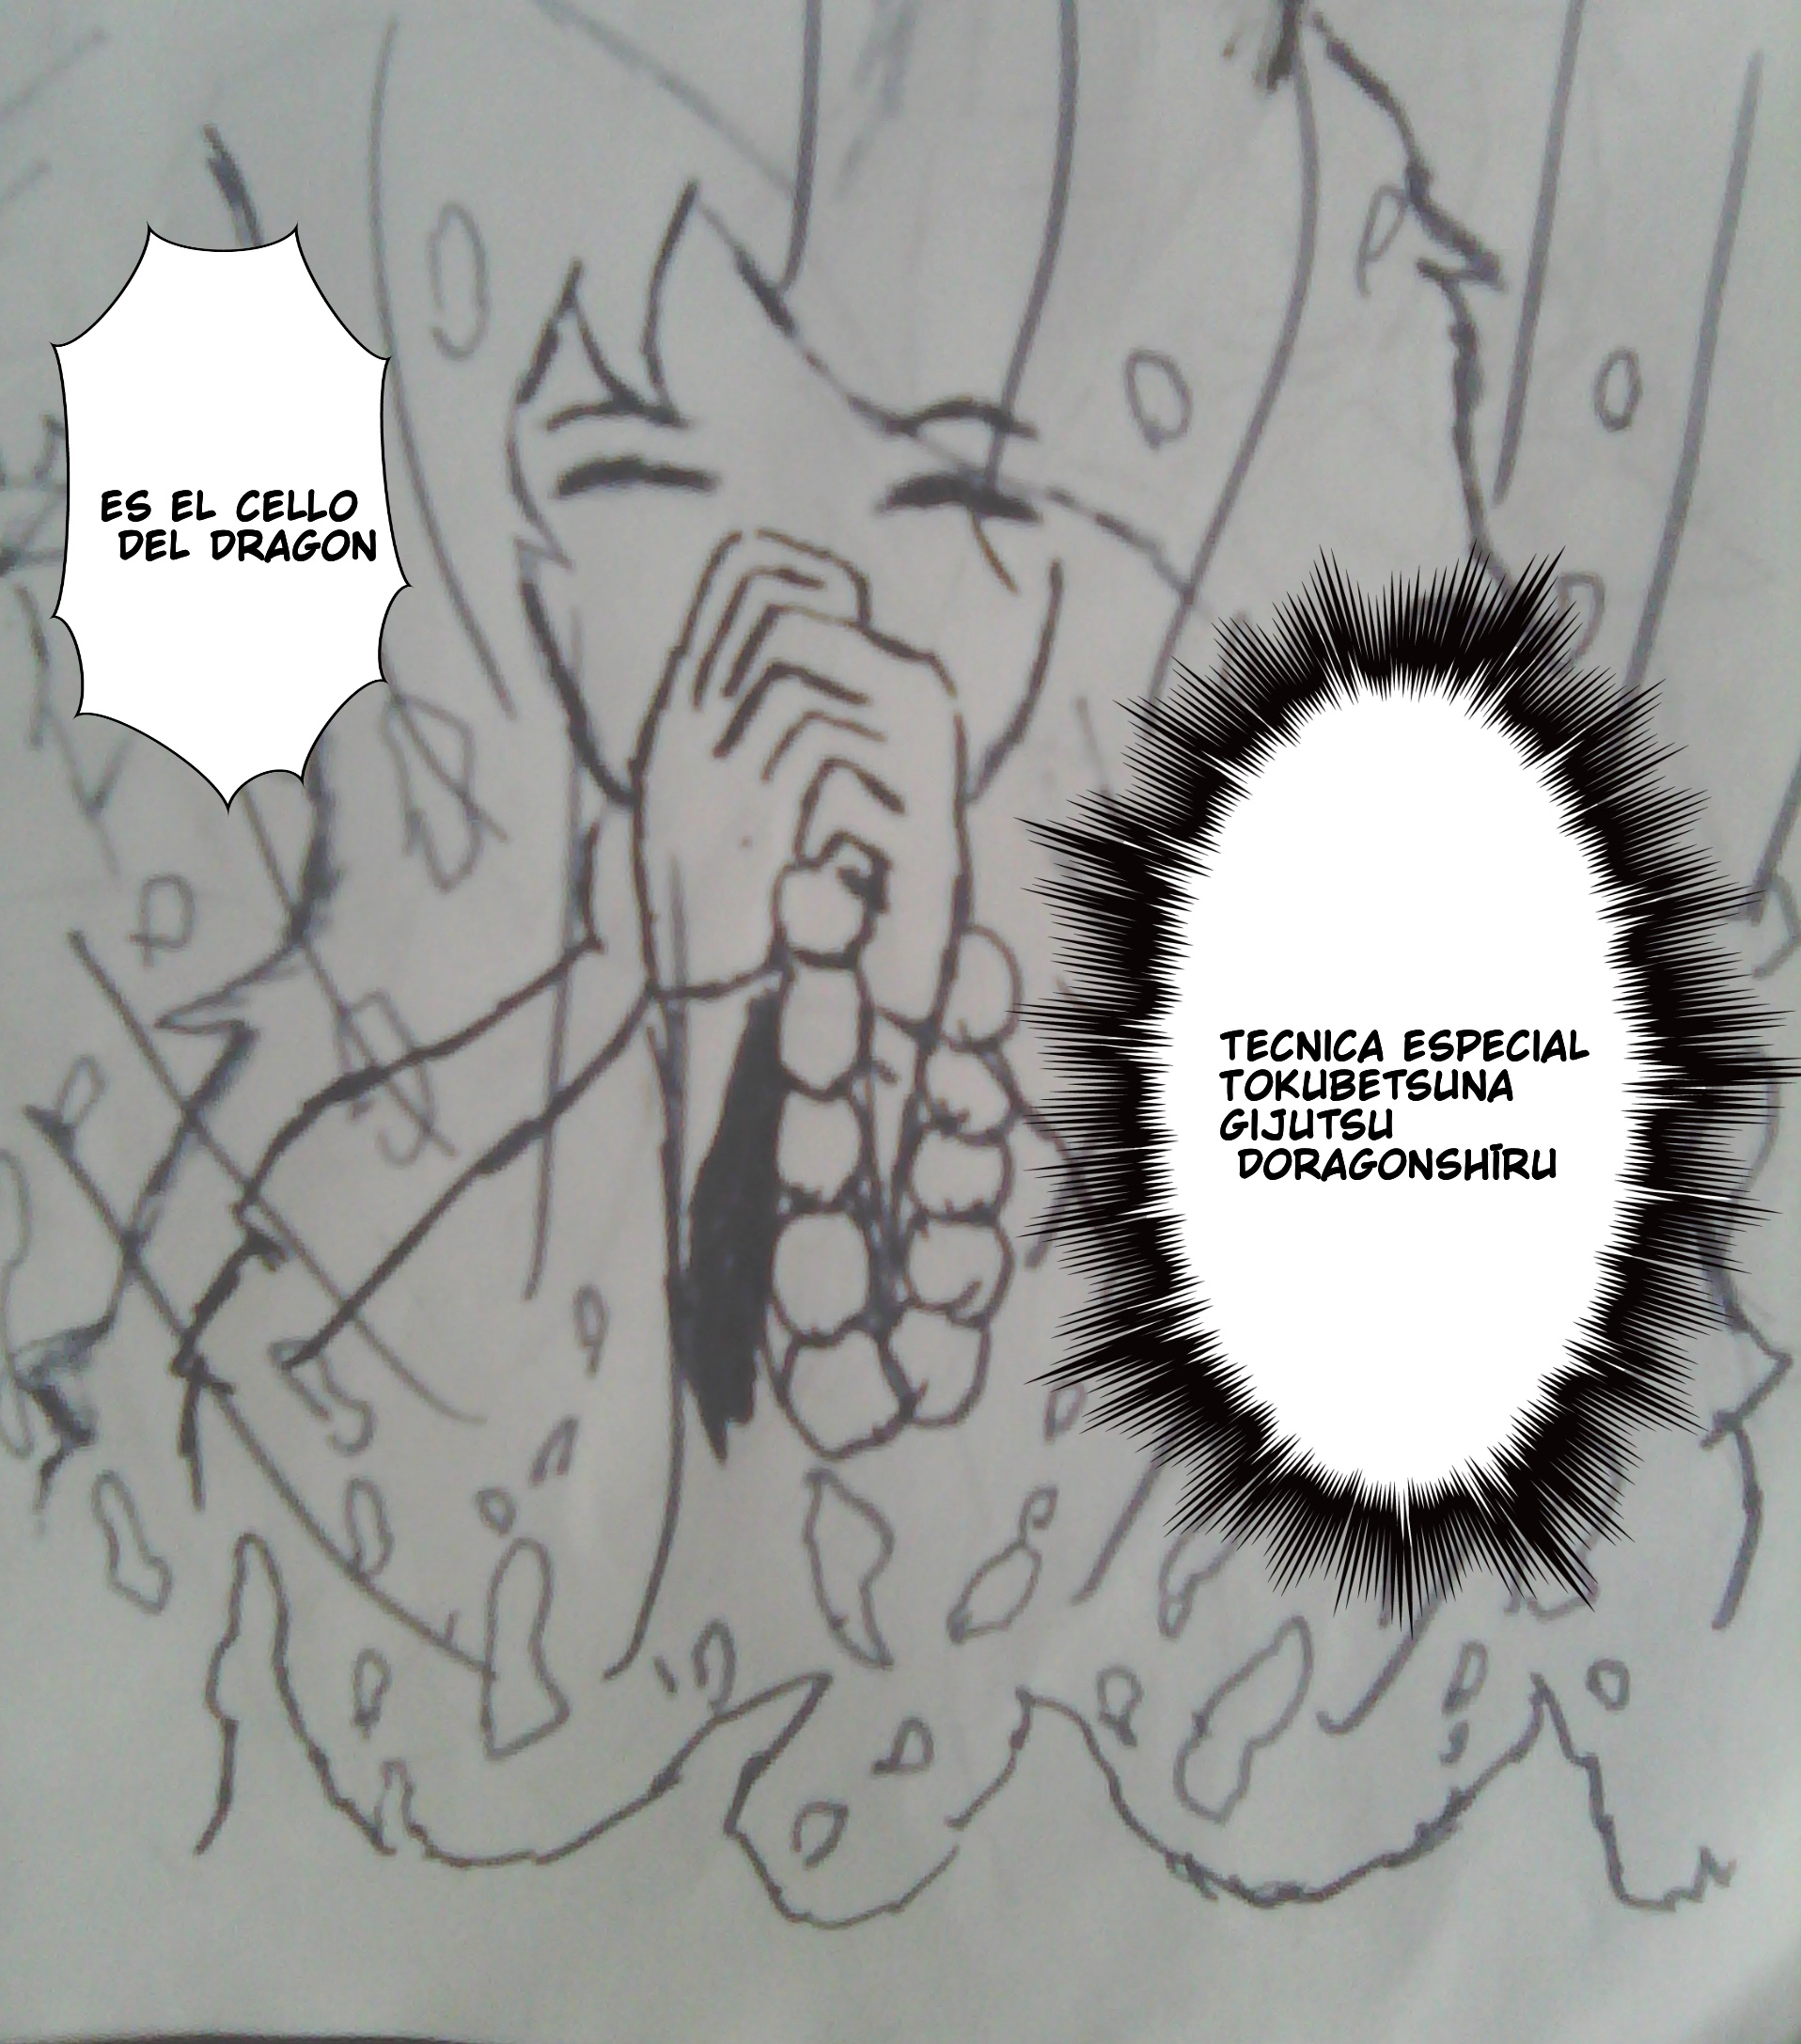 ES EL CELLO
DEL DRAGON
TECNICA ESPECIAL
TOKUBETSUNA
GIJUTSU
DORAGONSHĪRU